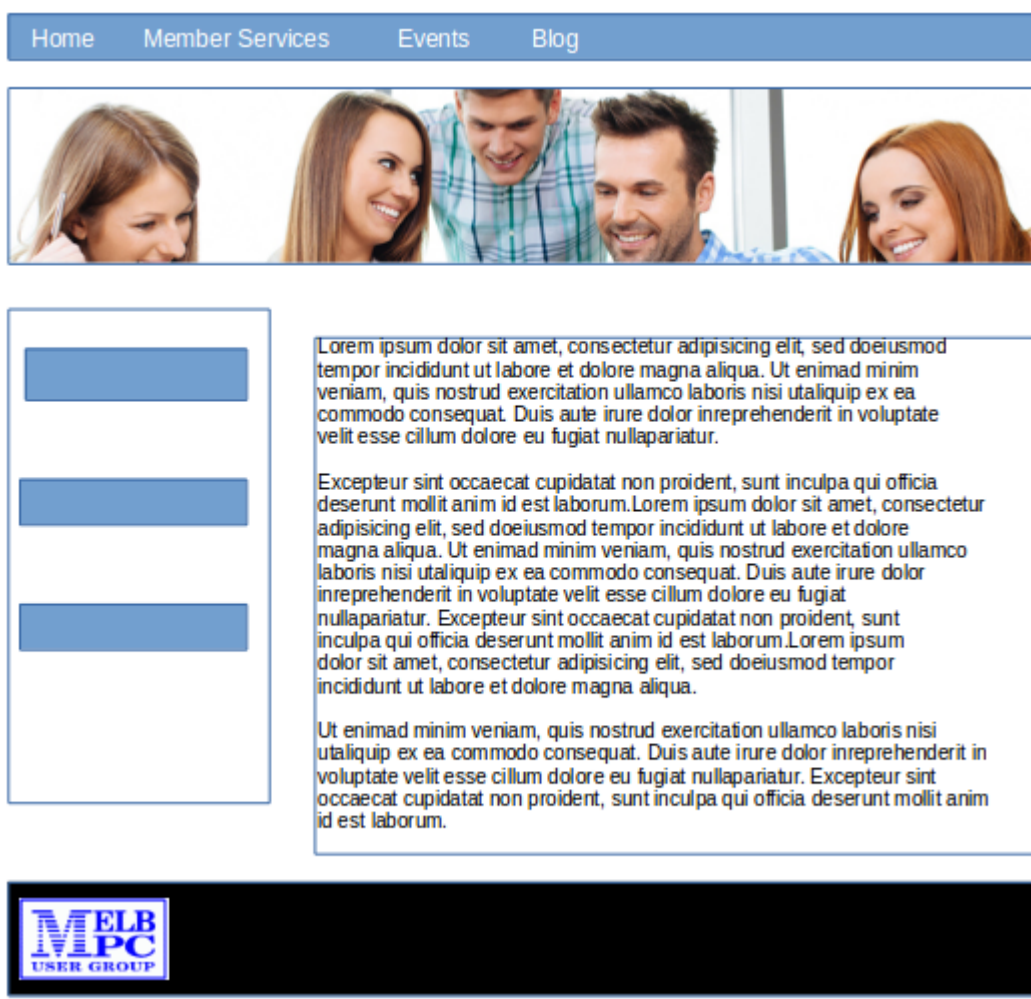 Home Member Services Events Blog
Lorem ipsum dolor sit amet, consectetur adipisicing elit, sed doeiusmod
tempor incididunt ut labore et dolore magna aliqua. Ut enimad minim
veniam, quis nostrud exercitation ullamco laboris nisi utaliquip ex ea
commodo consequat. Duis aute irure dolor inreprehenderit in voluptate
velit esse cillum dolore eu fugiat nullapariatur.
Excepteur sint occaecat cupidatat non proident, sunt inculpa qui officia
deserunt mollit anim id est laborum.Lorem ipsum dolor sit amet, consectetur
adipisicing elit, sed doeiusmod tempor incididunt ut labore et dolore
magna aliqua. Ut enimad minim veniam, quis nostrud exercitation ullamco
laboris nisi utaliquip ex ea commodo consequat. Duis aute irure dolor
inreprehenderit in voluptate velit esse cillum dolore eu fugiat
nullapariatur. Excepteur sint occaecat cupidatat non proident, sunt
inculpa qui officia deserunt mollit anim id est laborum.Lorem ipsum
dolor sit amet, consectetur adipisicing elit, sed doeiusmod tempor
incididunt ut labore et dolore magna aliqua.
Ut enimad minim veniam, quis nostrud exercitation ullamco laboris nisi
utaliquip ex ea commodo consequat. Duis aute irure dolor inreprehenderit in
voluptate velit esse cillum dolore eu fugiat nullapariatur. Excepteur sint
occaecat cupidatat non proident, sunt inculpa qui officia deserunt mollit anim
id est laborum.
MELB
PC
USER GROUP